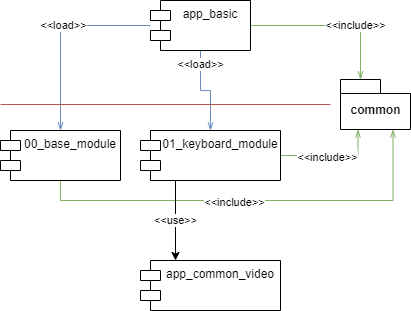 app_basic
<<load>>
<<include>>
<<load>>
common
00_base_module
01_keyboard_module
<<include>>
<<include>>
<<use>>
app_common_video